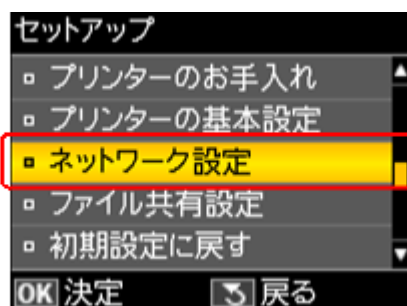 セットアップ
プリンターのお手入れ
プリンターの基本設定
ネットワーク設定
ファイル共有設定
初期設定に戻す
OK 決定 戻る